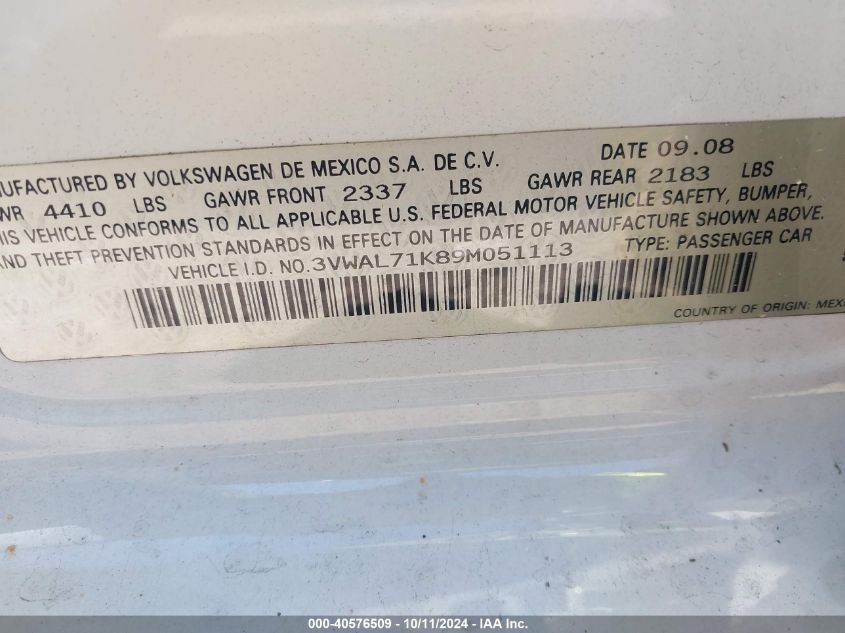 UFACTURED BY VOLKSWAGEN DE MEXICO S.A. DE C.V. DATE 09.08
WR 4410 LBS GAWR FRONT 2337 LBS GAWR REAR 2183 LBS
IS VEHICLE CONFORMS TO ALL APPLICABLE U.S. FEDERAL MOTOR VEHICLE SAFETY, BUMPER,
AND THEFT PREVENTION STANDARDS IN EFFECT ON THE DATE OF MANUFACTURE SHOWN ABOVE.
VEHICLE I.D. NO.3VWAL71K89M051113 TYPE: PASSENGER CAR
COUNTRY OF ORIGIN: MEXI
000-40576509 - 10/11/2024 - IAA Inc.